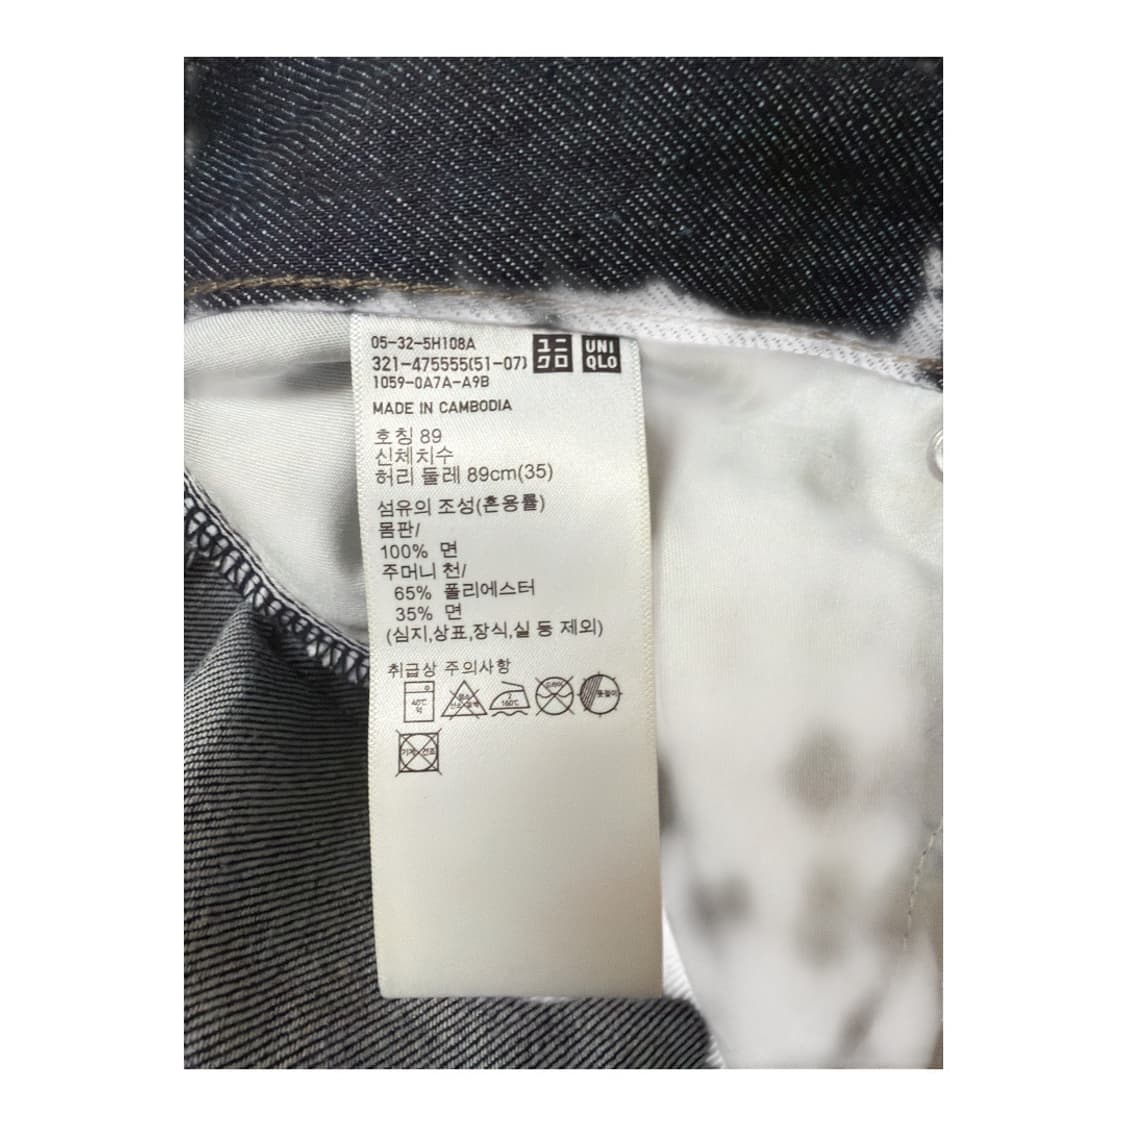 05-32-5H108A
321-475555(51-07)
1059-0A7A-A9B
ユニ
クロ
UNI
QLO
MADE IN CAMBODIA
호칭 89
신체치수
허리 둘레 89cm(35)
섬유의 조성(혼용률)
몸판/
100% 면
주머니 천/
65% 폴리에스터
35% 면
(심지,상표,장식,실 등 제외)
취급상 주의사항
40℃
약
160℃